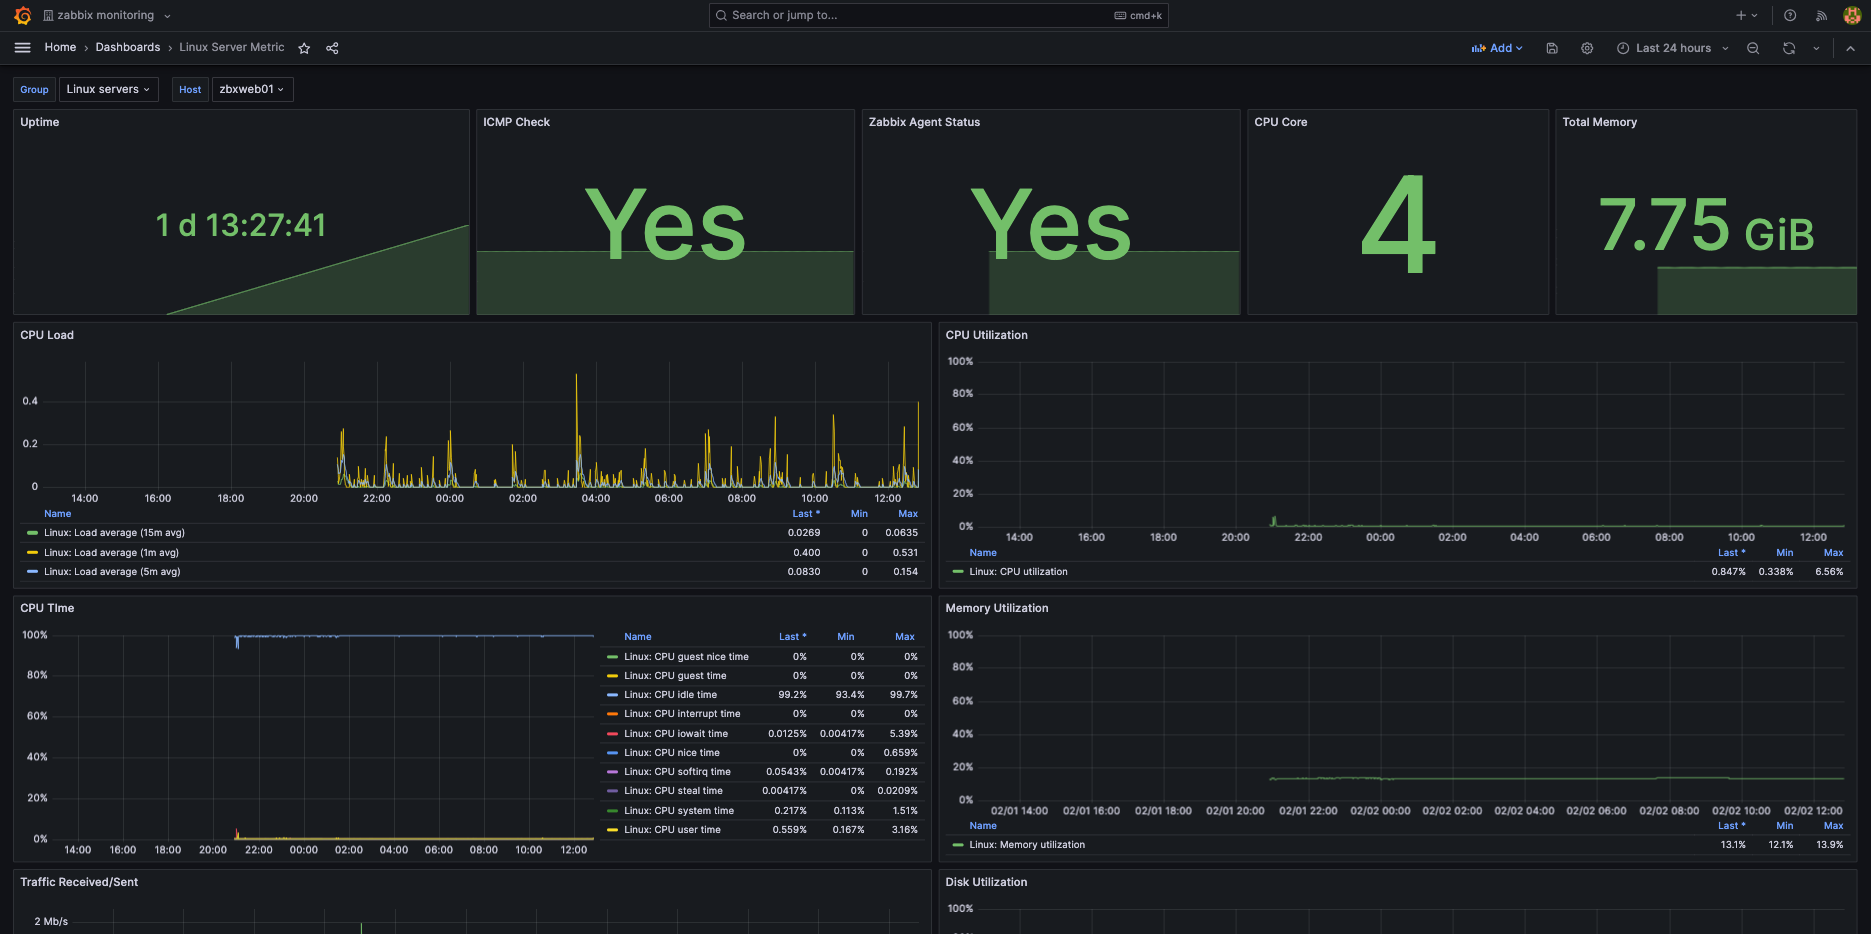 zabbix monitoring
Search or jump to...
cmd+k
Home › Dashboards › Linux Server Metric
Add
Last 24 hours
Group Linux servers Host zbxweb01
Uptime
1 d 13:27:41
ICMP Check
Yes
Zabbix Agent Status
Yes
CPU Core
4
Total Memory
7.75 GiB
CPU Load
0.4
0.2
0
14:00 16:00 18:00 20:00 22:00 00:00 02:00 04:00 06:00 08:00 10:00 12:00
Name Last * Min Max
Linux: Load average (15m avg) 0.0269 0 0.0635
Linux: Load average (1m avg) 0.400 0 0.531
Linux: Load average (5m avg) 0.0830 0 0.154
CPU Utilization
100%
80%
60%
40%
20%
0%
14:00 16:00 18:00 20:00 22:00 00:00 02:00 04:00 06:00 08:00 10:00 12:00
Name Last * Min Max
Linux: CPU utilization 0.847% 0.338% 6.56%
CPU TIme
100%
80%
60%
40%
20%
0%
14:00 16:00 18:00 20:00 22:00 00:00 02:00 04:00 06:00 08:00 10:00 12:00
Name Last * Min Max
Linux: CPU guest nice time 0% 0% 0%
Linux: CPU guest time 0% 0% 0%
Linux: CPU idle time 99.2% 93.4% 99.7%
Linux: CPU interrupt time 0% 0% 0%
Linux: CPU iowait time 0.0125% 0.00417% 5.39%
Linux: CPU nice time 0% 0% 0.659%
Linux: CPU softirq time 0.0543% 0.00417% 0.192%
Linux: CPU steal time 0.00417% 0% 0.0209%
Linux: CPU system time 0.217% 0.113% 1.51%
Linux: CPU user time 0.559% 0.167% 3.16%
Memory Utilization
100%
80%
60%
40%
20%
0%
02/01 14:00 02/01 16:00 02/01 18:00 02/01 20:00 02/01 22:00 02/02 00:00 02/02 02:00 02/02 04:00 02/02 06:00 02/02 08:00 02/02 10:00 02/02 12:00
Name Last * Min Max
Linux: Memory utilization 13.1% 12.1% 13.9%
Traffic Received/Sent
2 Mb/s
Disk Utilization
100%